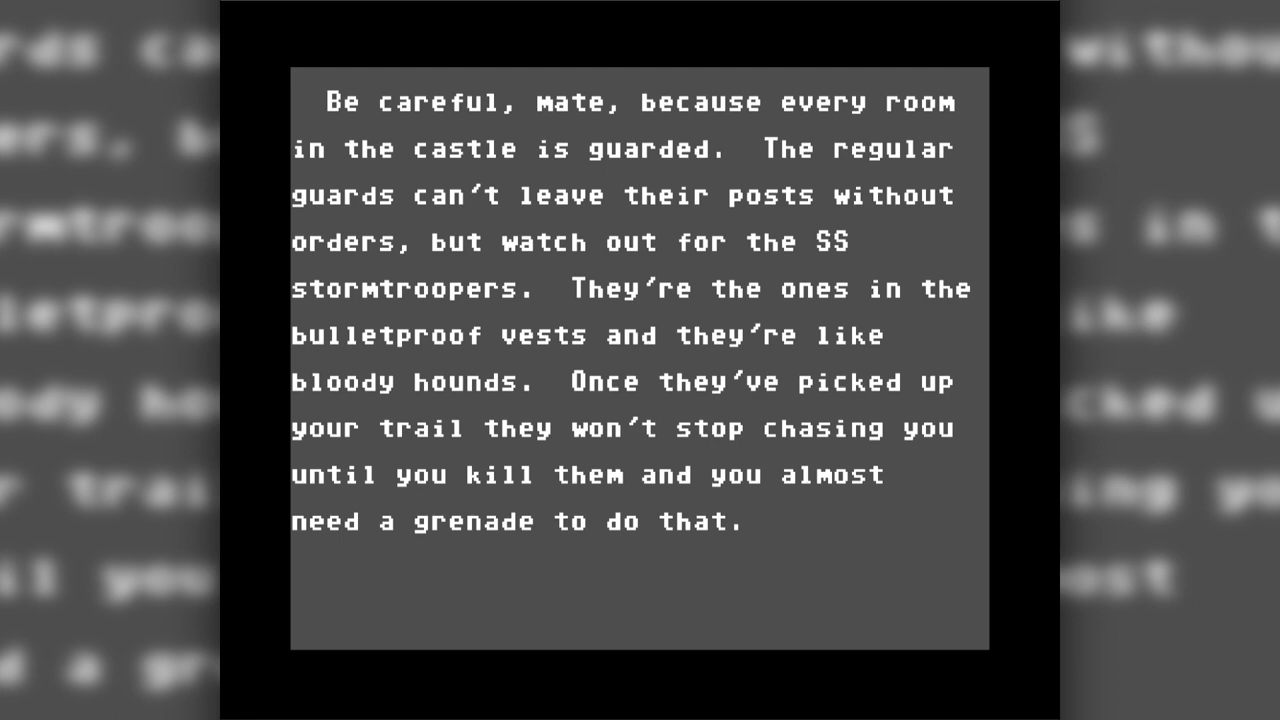 Be careful, mate, because every room
in the castle is guarded.  The regular
guards can't leave their posts without
orders, but watch out for the SS
stormtroopers.  They're the ones in the
bulletproof vests and they're like
bloody hounds.  Once they've picked up
your trail they won't stop chasing you
until you kill them and you almost
need a grenade to do that.